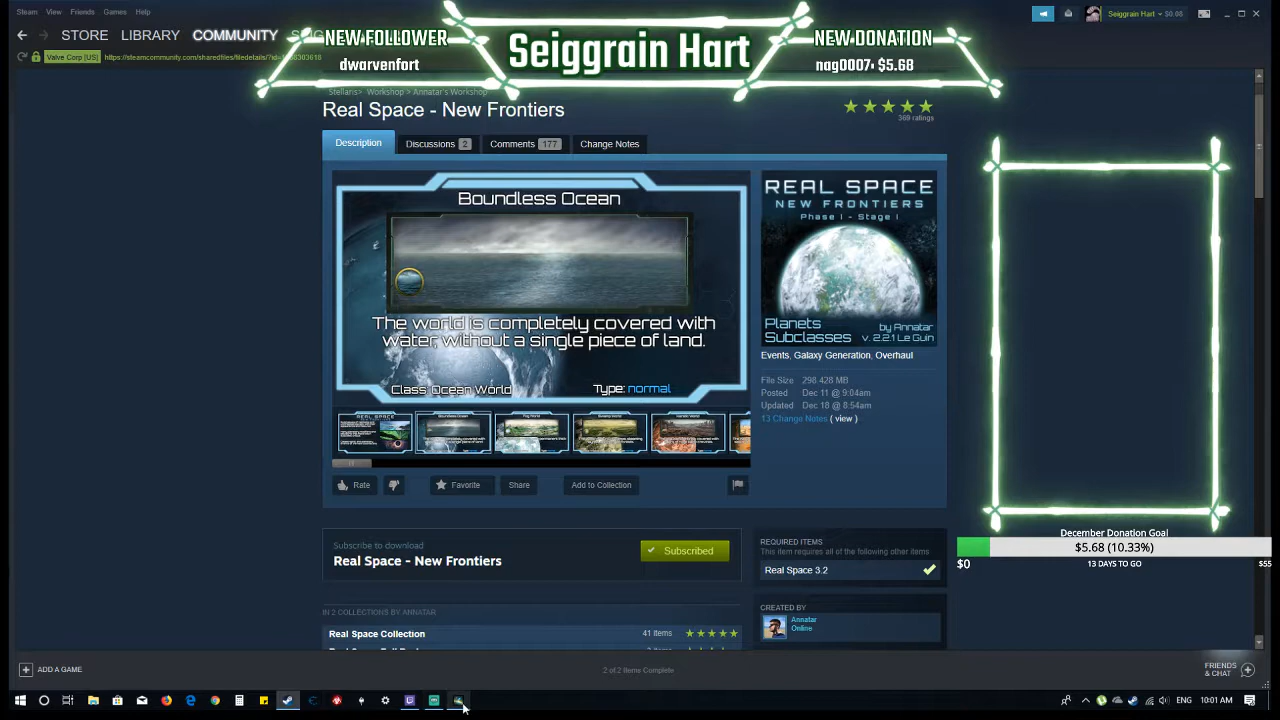 Steam View Friends Games Help
Seiggrain Hart $0.68
STORE LIBRARY COMMUNITY
NEW FOLLOWER
dwarvenfort
Seiggrain Hart
NEW DONATION
nag0007• $5.68
Valve Corp [US]
Stellaris> Workshop > Annatar's Workshop
Real Space - New Frontiers
369 ratings
Description Discussions 2 Comments 177 Change Notes
Boundless Ocean
The world is completely covered with
water, without a single piece of land.
Class: Ocean World Type: normal
REAL SPACE
NEW FRONTIERS
Phase I - Stage I
Planets
Subclasses
by Annatar
v. 2.2.1 Le Guin
Events, Galaxy Generation, Overhaul
File Size 298.428 MB
Posted Dec 11 @ 9:04am
Updated Dec 18 @ 8:54am
13 Change Notes ( view )
Rate Favorite Share Add to Collection
Subscribe to download
Real Space - New Frontiers
Subscribed
REQUIRED ITEMS
This item requires all of the following other items
Real Space 3.2
CREATED BY
Annatar
Online
IN 2 COLLECTIONS BY ANNATAR
Real Space Collection 41 items
December Donation Goal
$5.68 (10.33%)
$0 13 DAYS TO GO $55
ADD A GAME
2 of 2 Items Complete
FRIENDS
& CHAT
ENG 10:01 AM